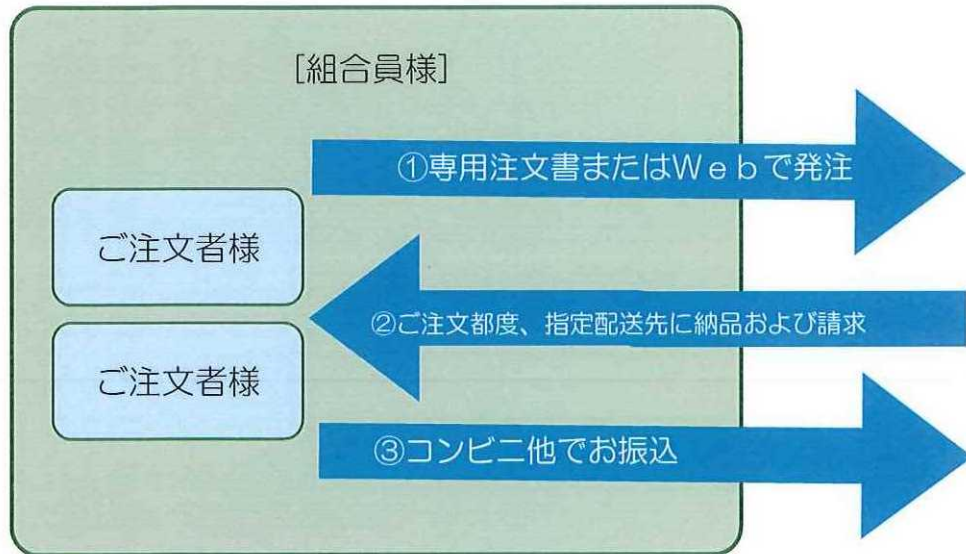 [組合員様]
①専用注文書またはWebで発注
ご注文者様
②ご注文都度、指定配送先に納品および請求
ご注文者様
③コンビニ他でお振込